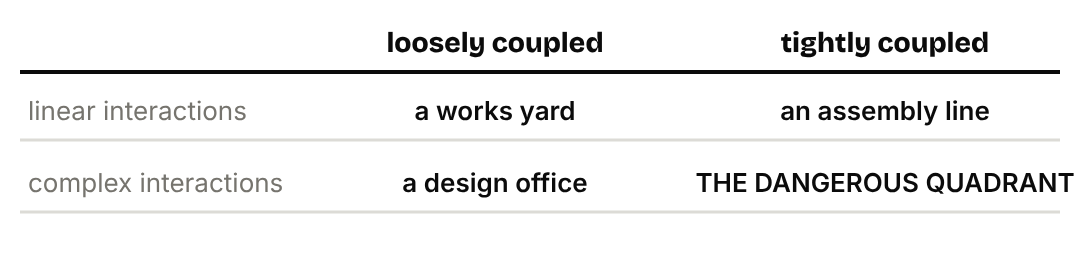 loosely coupled tightly coupled
linear interactions a works yard an assembly line
complex interactions a design office THE DANGEROUS QUADRANT